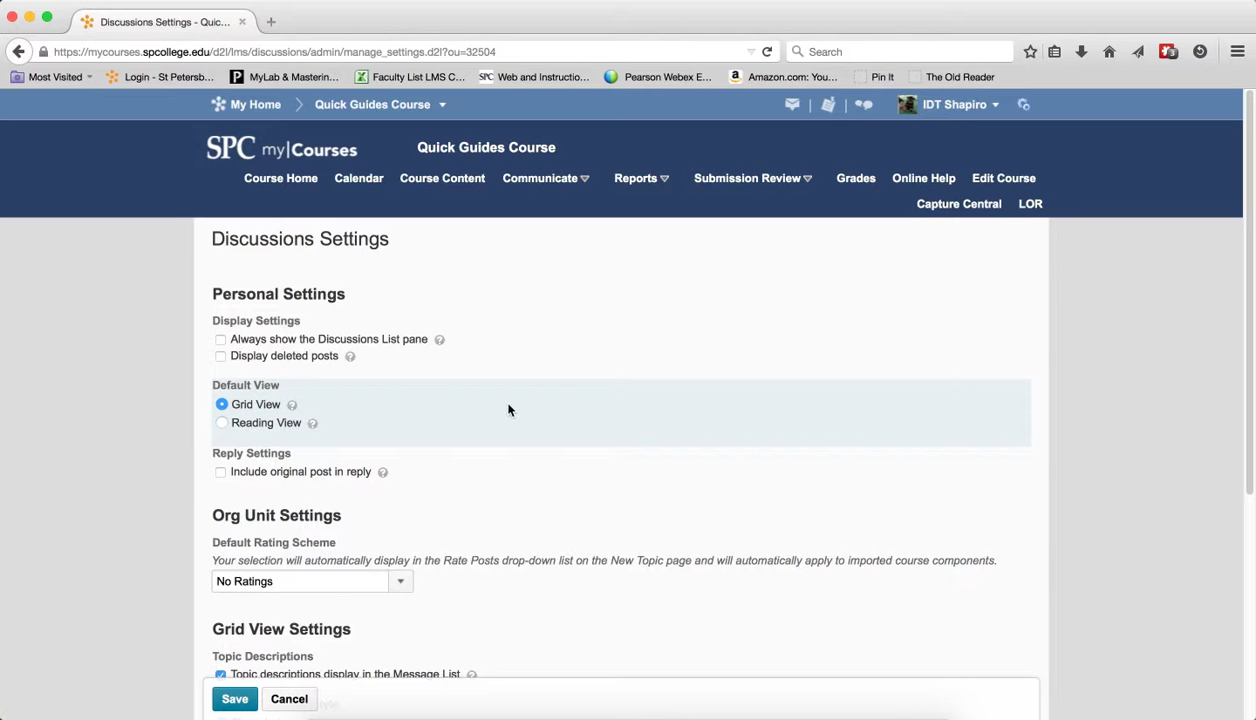 Discussions Settings - Quic...
https://mycourses.spcollege.edu/d2l/lms/discussions/admin/manage_settings.d2l?ou=32504
Search
Most Visited
Login - St Petersb...
MyLab & Mastering...
Faculty List LMS C...
SPC Web and Instructio...
Pearson Webex E...
Amazon.com: You...
Pin It
The Old Reader
My Home
Quick Guides Course
IDT Shapiro
SPC my|Courses
Quick Guides Course
Course Home
Calendar
Course Content
Communicate
Reports
Submission Review
Grades
Online Help
Edit Course
Capture Central
LOR
Discussions Settings
Personal Settings
Display Settings
Always show the Discussions List pane
Display deleted posts
Default View
Grid View
Reading View
Reply Settings
Include original post in reply
Org Unit Settings
Default Rating Scheme
Your selection will automatically display in the Rate Posts drop-down list on the New Topic page and will automatically apply to imported course components.
No Ratings
Grid View Settings
Topic Descriptions
Topic descriptions display in the Message List
Save
Cancel